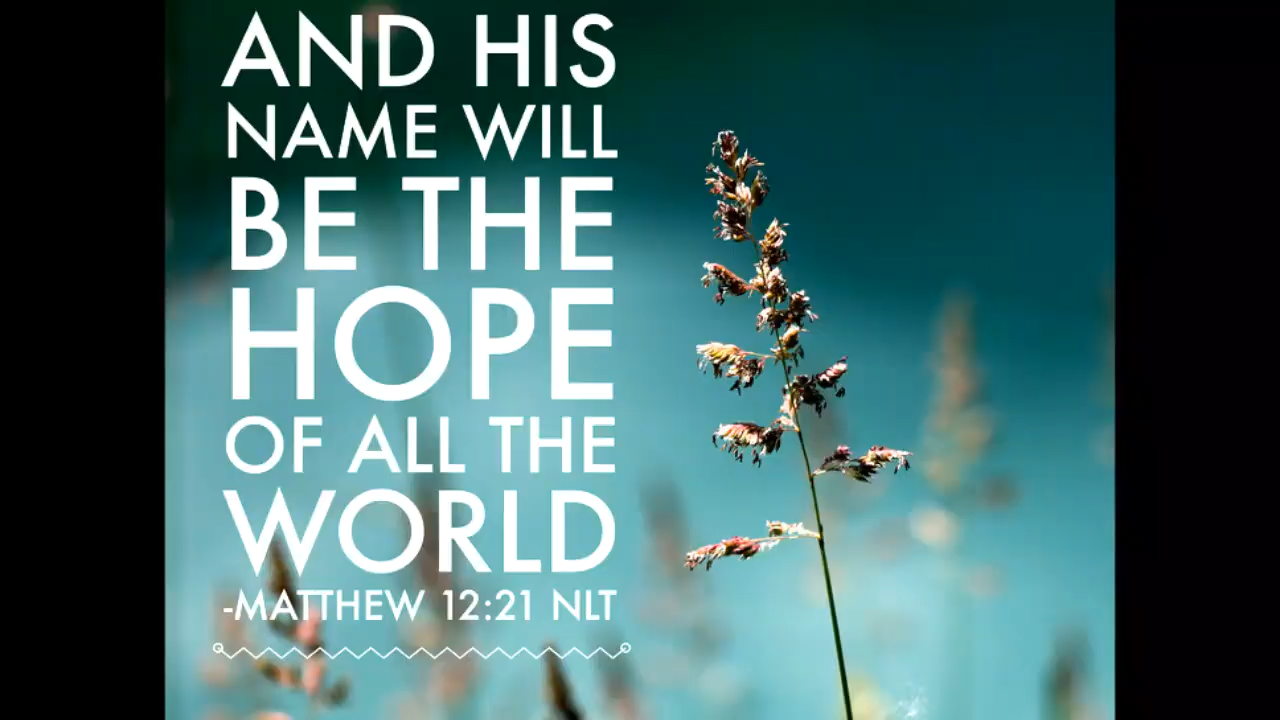 AND HIS
NAME WILL
BE THE
HOPE
OF ALL THE
WORLD
-MATTHEW 12:21 NLT